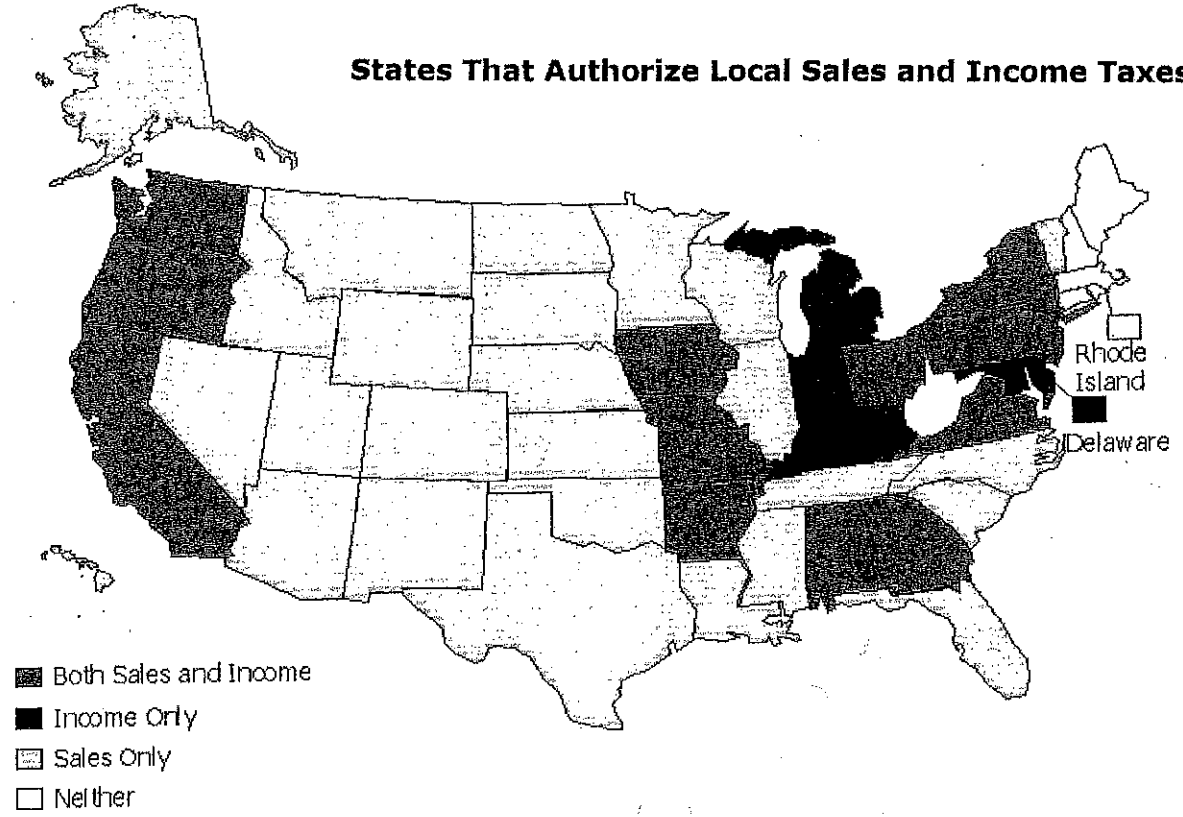 States That Authorize Local Sales and Income Taxes
Rhode
Island
Delaware
Both Sales and Income
Income Only
Sales Only
Neither